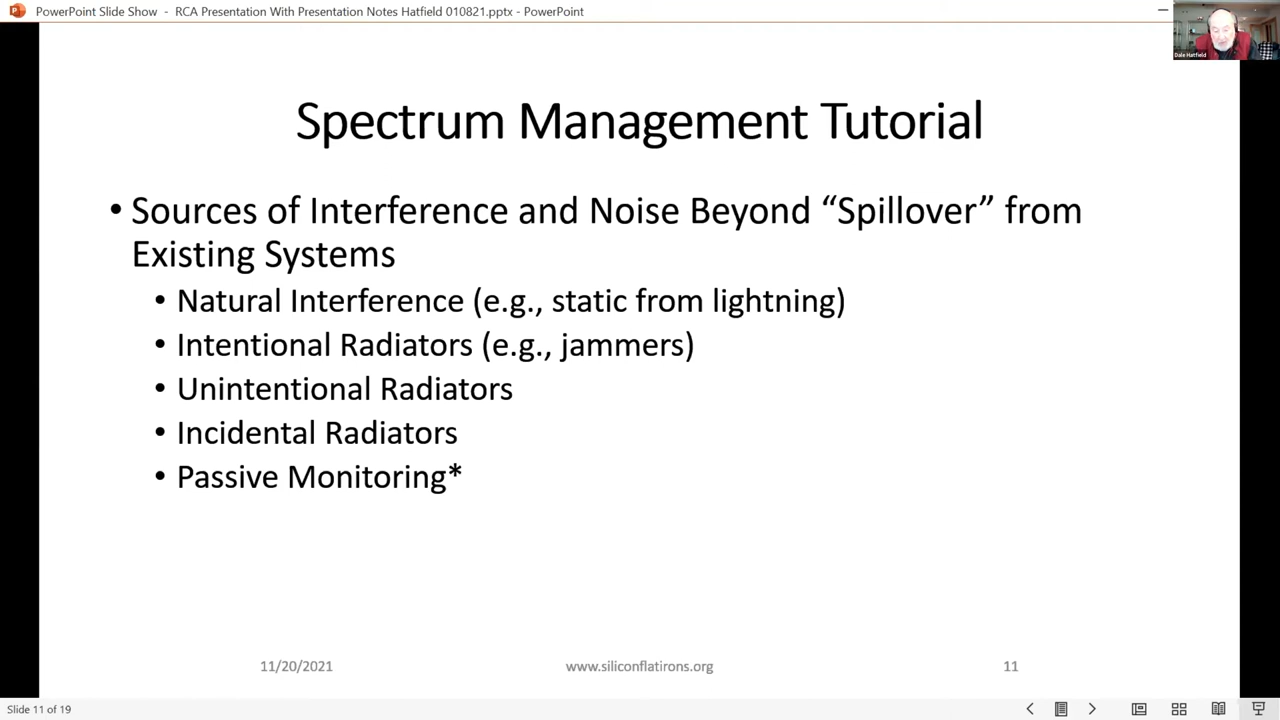 PowerPoint Slide Show - RCA Presentation With Presentation Notes Hatfield 010821.pptx - PowerPoint
Dale Hatfield
Spectrum Management Tutorial
• Sources of Interference and Noise Beyond “Spillover” from
Existing Systems
• Natural Interference (e.g., static from lightning)
• Intentional Radiators (e.g., jammers)
• Unintentional Radiators
• Incidental Radiators
• Passive Monitoring*
11/20/2021
www.siliconflatirons.org
11
Slide 11 of 19